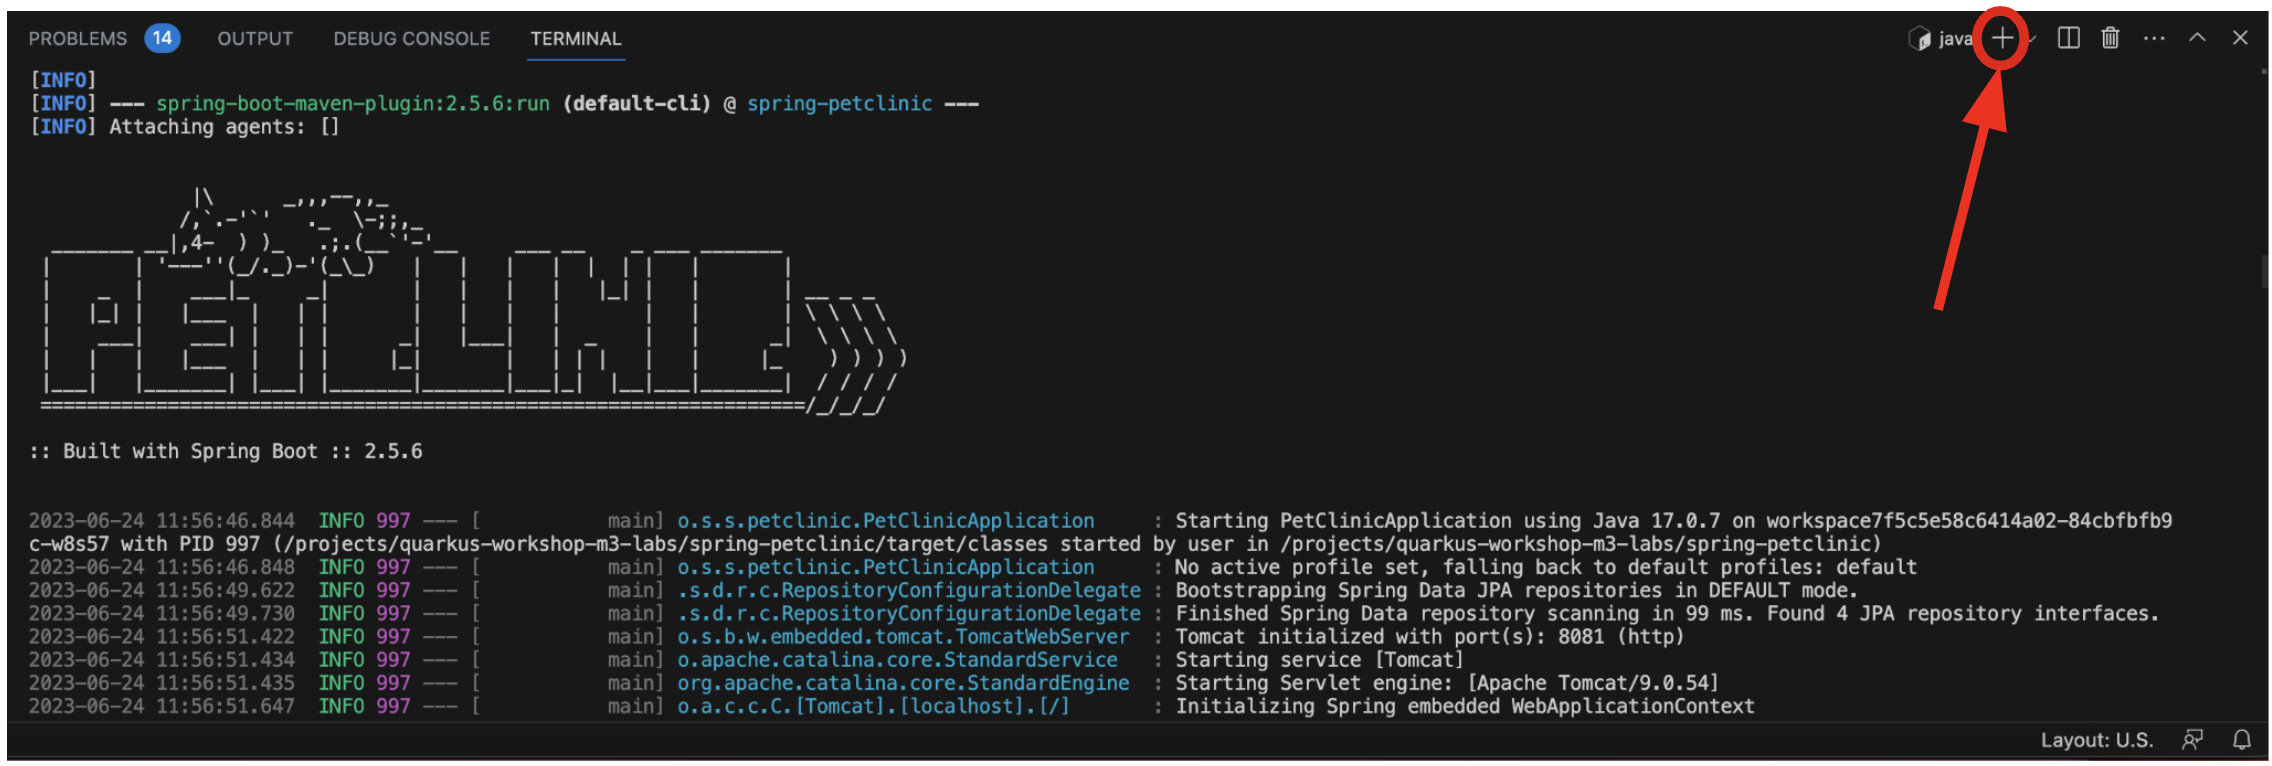 PROBLEMS 14 OUTPUT DEBUG CONSOLE TERMINAL java
[INFO]
[INFO] --- spring-boot-maven-plugin:2.5.6:run (default-cli) @ spring-petclinic ---
[INFO] Attaching agents: []
:: Built with Spring Boot :: 2.5.6
2023-06-24 11:56:46.844  INFO 997 --- [           main] o.s.s.petclinic.PetClinicApplication     : Starting PetClinicApplication using Java 17.0.7 on workspace7f5c5e58c6414a02-84cbfbfb9
c-w8s57 with PID 997 (/projects/quarkus-workshop-m3-labs/spring-petclinic/target/classes started by user in /projects/quarkus-workshop-m3-labs/spring-petclinic)
2023-06-24 11:56:46.848  INFO 997 --- [           main] o.s.s.petclinic.PetClinicApplication     : No active profile set, falling back to default profiles: default
2023-06-24 11:56:49.622  INFO 997 --- [           main] .s.d.r.c.RepositoryConfigurationDelegate : Bootstrapping Spring Data JPA repositories in DEFAULT mode.
2023-06-24 11:56:49.730  INFO 997 --- [           main] .s.d.r.c.RepositoryConfigurationDelegate : Finished Spring Data repository scanning in 99 ms. Found 4 JPA repository interfaces.
2023-06-24 11:56:51.422  INFO 997 --- [           main] o.s.b.w.embedded.tomcat.TomcatWebServer  : Tomcat initialized with port(s): 8081 (http)
2023-06-24 11:56:51.434  INFO 997 --- [           main] o.apache.catalina.core.StandardService   : Starting service [Tomcat]
2023-06-24 11:56:51.435  INFO 997 --- [           main] org.apache.catalina.core.StandardEngine  : Starting Servlet engine: [Apache Tomcat/9.0.54]
2023-06-24 11:56:51.647  INFO 997 --- [           main] o.a.c.c.C.[Tomcat].[localhost].[/]       : Initializing Spring embedded WebApplicationContext
Layout: U.S.